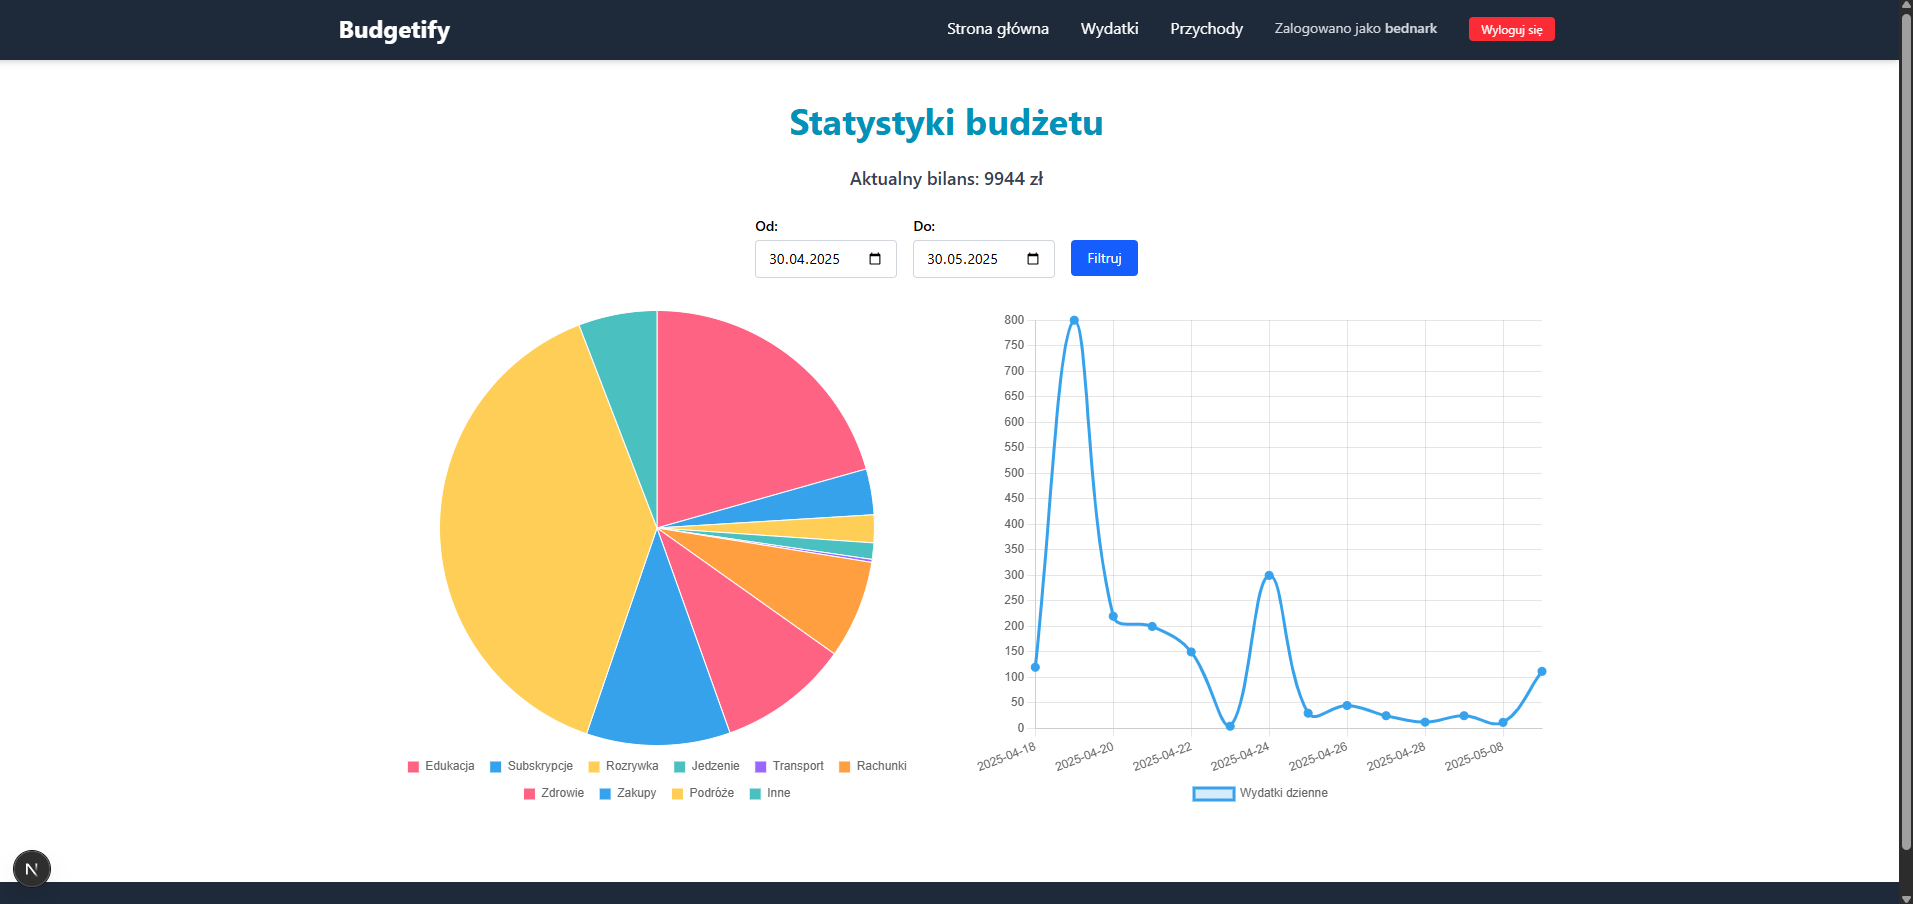 Budgetify
Strona główna Wydatki Przychody Zalogowano jako bednark Wyloguj się
Statystyki budżetu
Aktualny bilans: 9944 zł
Od: Do:
30.04.2025 30.05.2025 Filtruj
800
750
700
650
600
550
500
450
400
350
300
250
200
150
100
50
0
2025-04-18 2025-04-20 2025-04-22 2025-04-24 2025-04-26 2025-04-28 2025-05-08
Edukacja Subskrypcje Rozrywka Jedzenie Transport Rachunki
Zdrowie Zakupy Podróże Inne
Wydatki dzienne
N